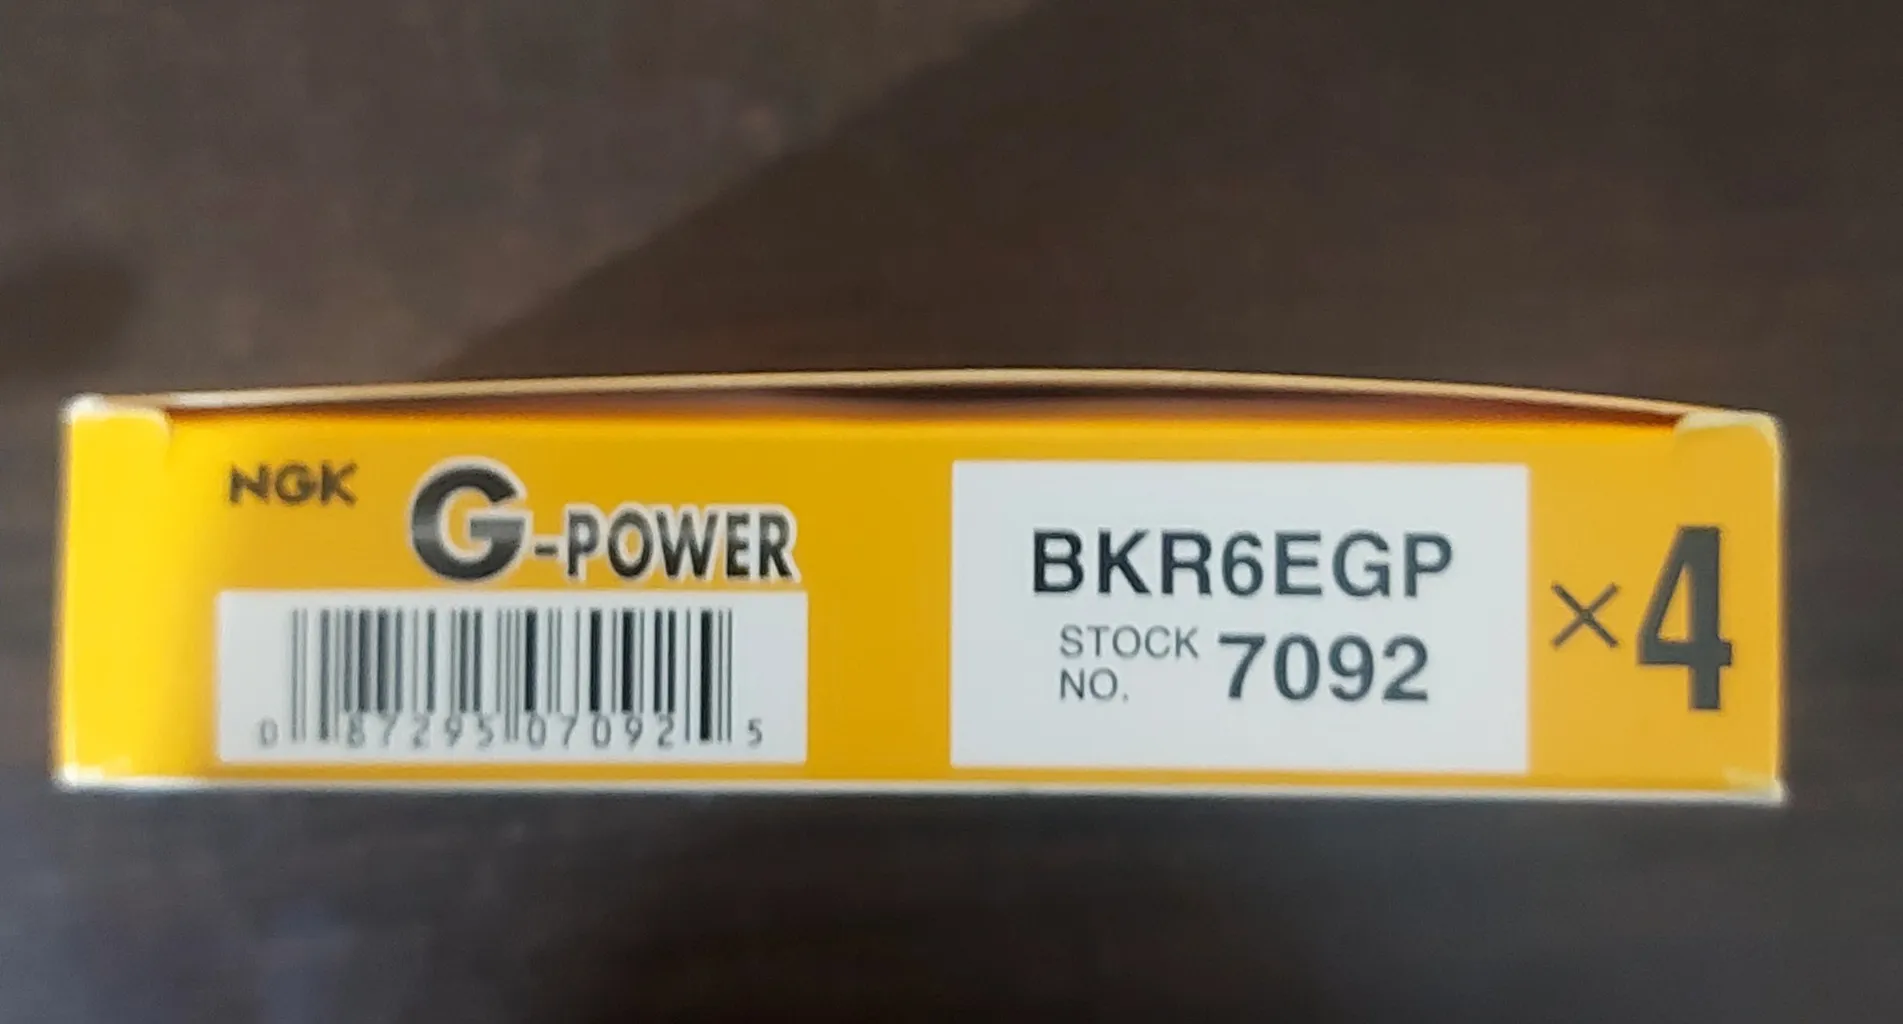 NGK G-POWER
0 87295 07092 5
BKR6EGP
STOCK NO. 7092
×4